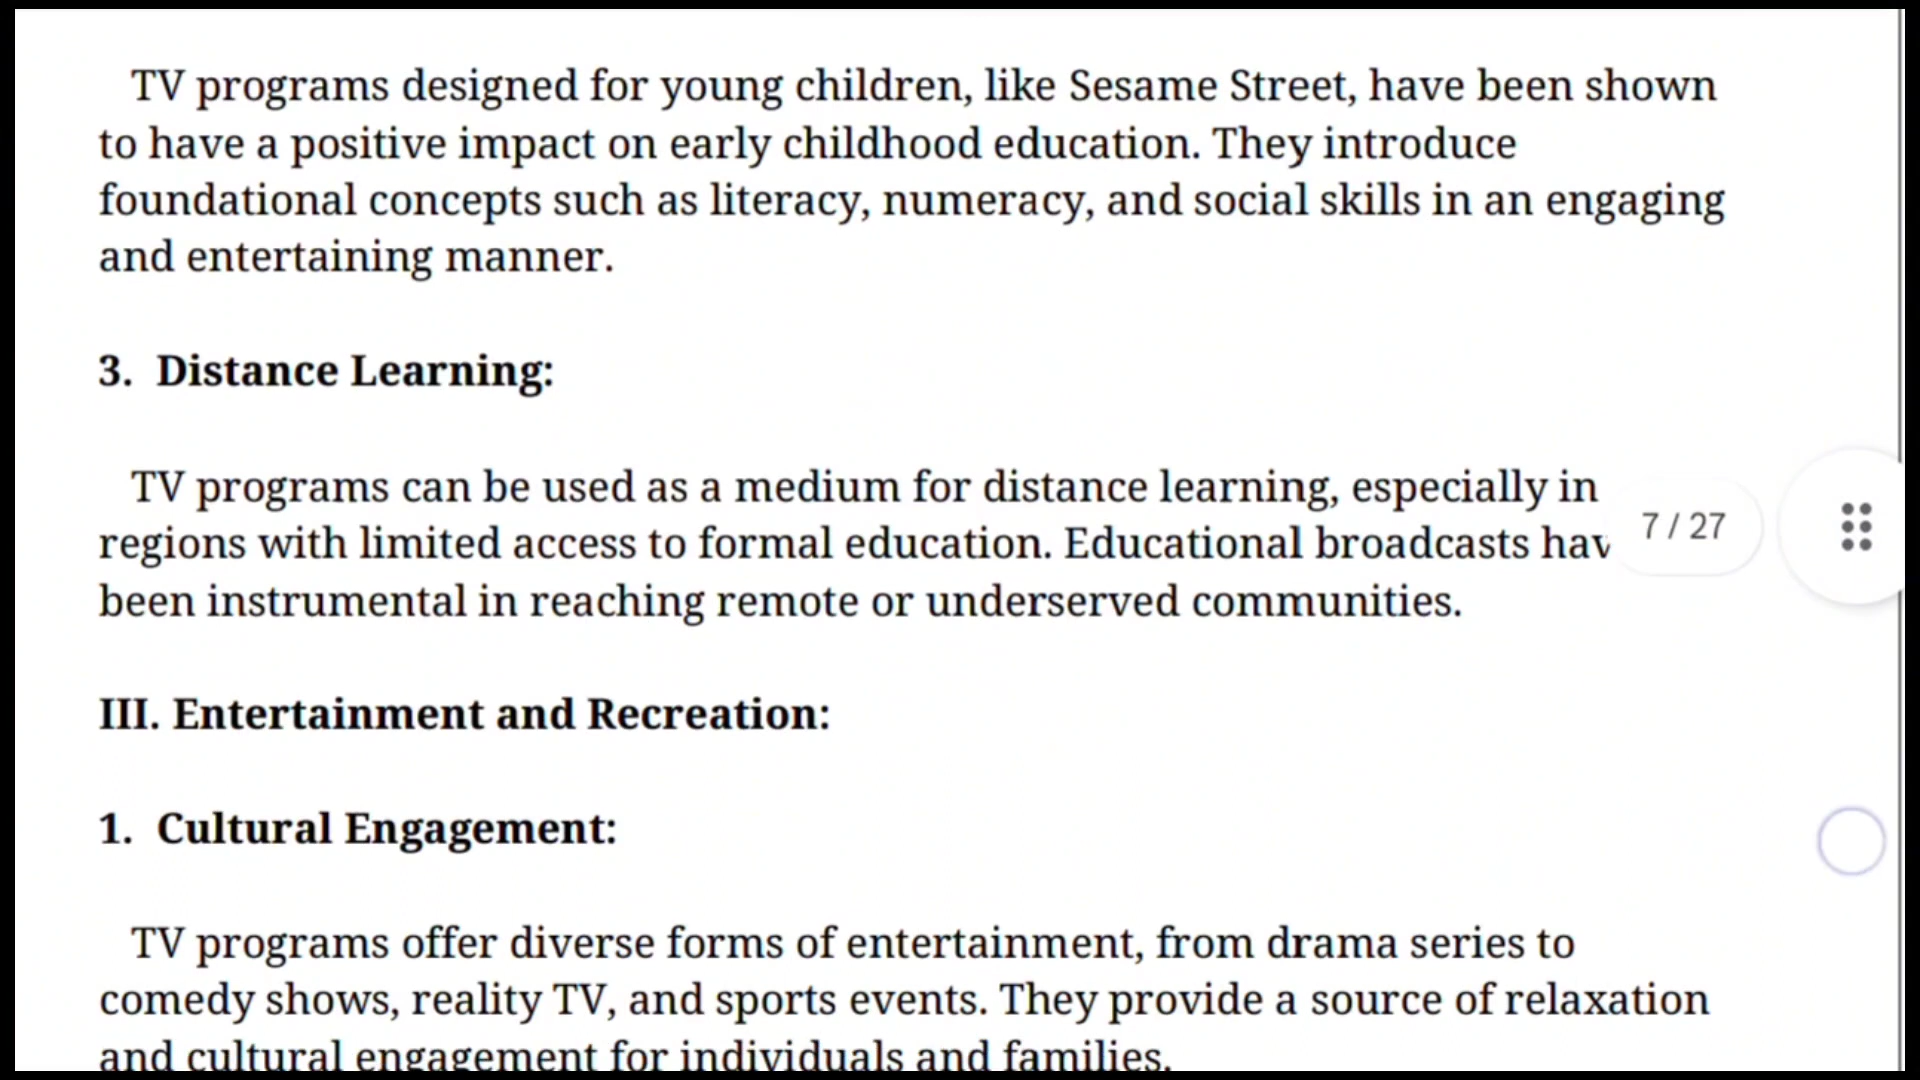 TV programs designed for young children, like Sesame Street, have been shown
to have a positive impact on early childhood education. They introduce
foundational concepts such as literacy, numeracy, and social skills in an engaging
and entertaining manner.
3. Distance Learning:
TV programs can be used as a medium for distance learning, especially in
regions with limited access to formal education. Educational broadcasts hav
7 / 27
been instrumental in reaching remote or underserved communities.
III. Entertainment and Recreation:
1. Cultural Engagement:
TV programs offer diverse forms of entertainment, from drama series to
comedy shows, reality TV, and sports events. They provide a source of relaxation
and cultural engagement for individuals and families.